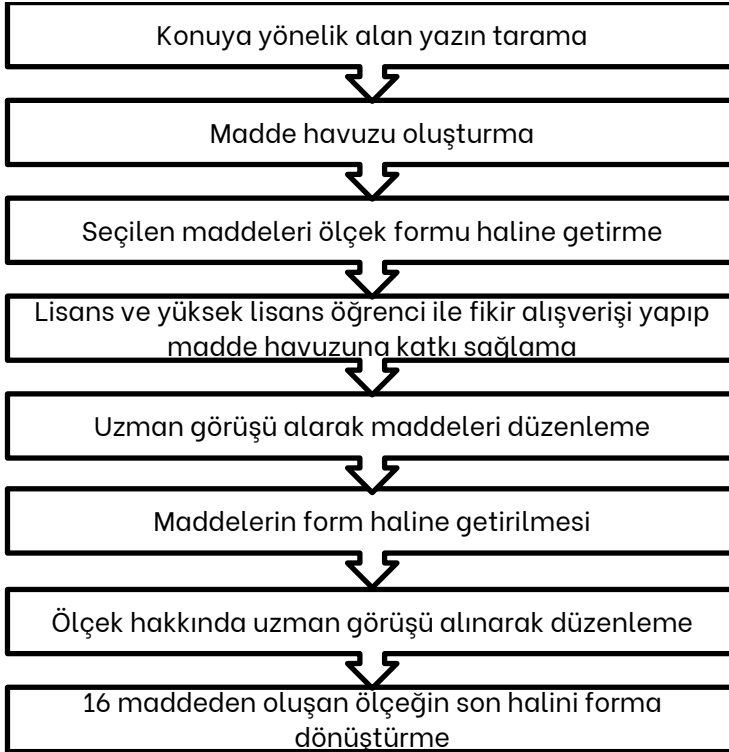 Konuya yönelik alan yazın tarama
Madde havuzu oluşturma
Seçilen maddeleri ölçek formu haline getirme
Lisans ve yüksek lisans öğrenci ile fikir alışverişi yapıp
madde havuzuna katkı sağlama
Uzman görüşü alarak maddeleri düzenleme
Maddelerin form haline getirilmesi
Ölçek hakkında uzman görüşü alınarak düzenleme
16 maddeden oluşan ölçeğin son halini forma
dönüştürme